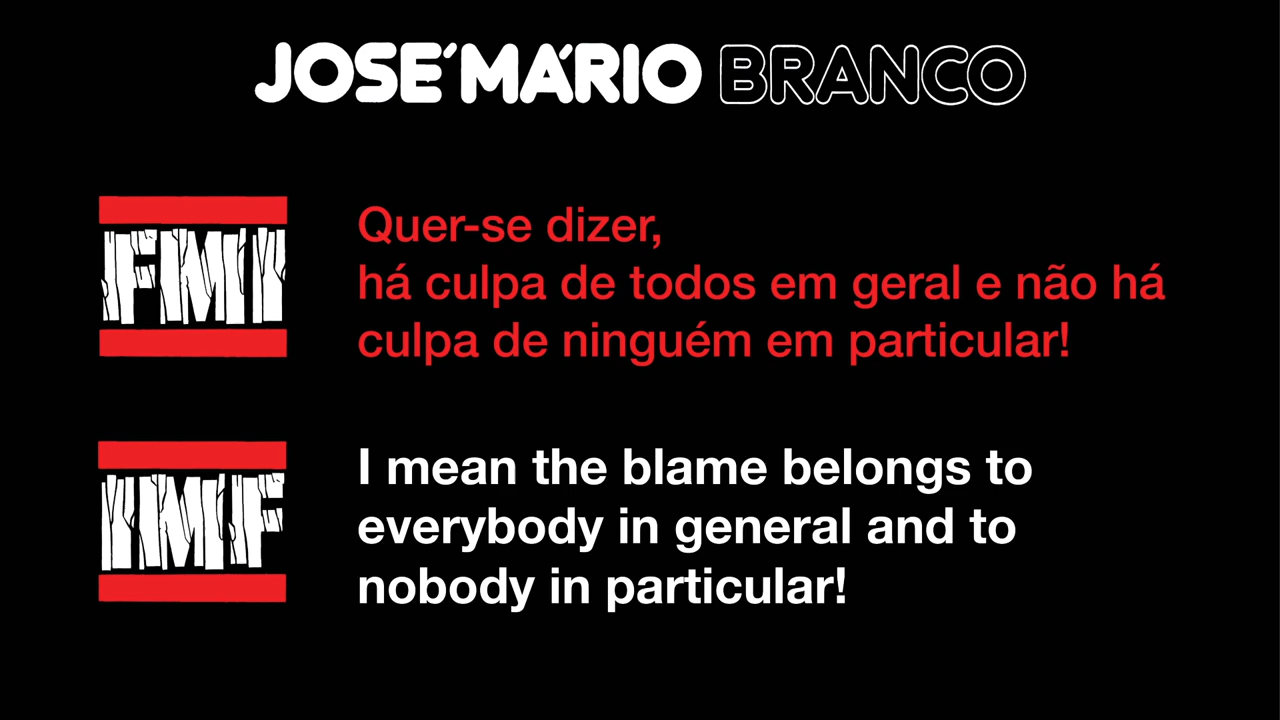 JOSÉ MÁRIO BRANCO
FMI
Quer-se dizer,
há culpa de todos em geral e não há
culpa de ninguém em particular!
IMF
I mean the blame belongs to
everybody in general and to
nobody in particular!